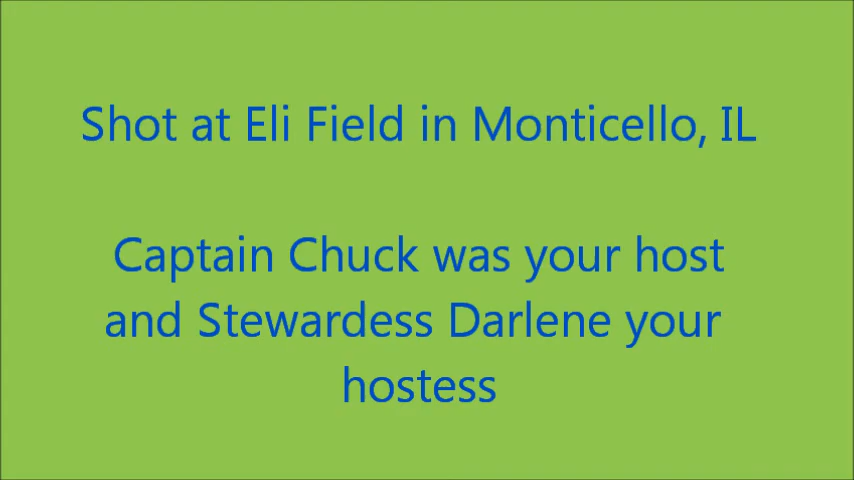 Shot at Eli Field in Monticello, IL
Captain Chuck was your host
and Stewardess Darlene your
hostess